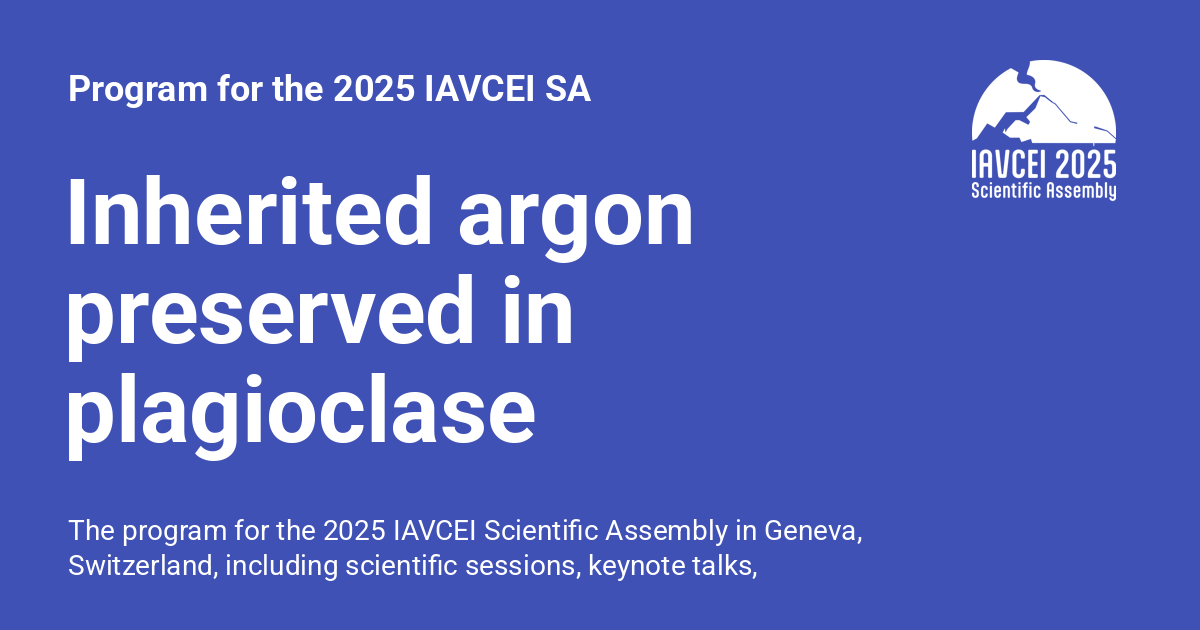 Program for the 2025 IAVCEI SA
IAVCEI 2025
Scientific Assembly
Inherited argon
preserved in
plagioclase
The program for the 2025 IAVCEI Scientific Assembly in Geneva,
Switzerland, including scientific sessions, keynote talks,